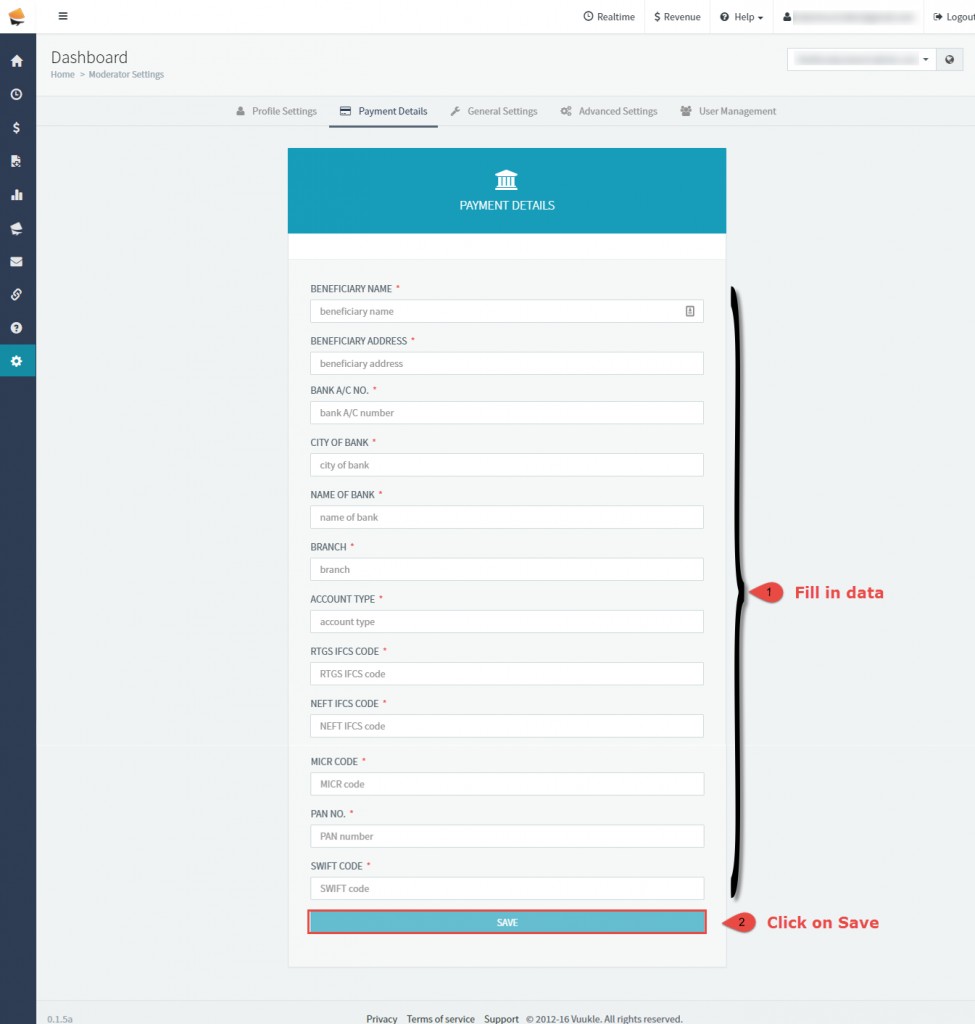 Realtime $ Revenue Help Logout
Dashboard
Home > Moderator Settings
Profile Settings Payment Details General Settings Advanced Settings User Management
PAYMENT DETAILS
BENEFICIARY NAME *
beneficiary name
BENEFICIARY ADDRESS *
beneficiary address
BANK A/C NO. *
bank A/C number
CITY OF BANK *
city of bank
NAME OF BANK *
name of bank
BRANCH *
branch
ACCOUNT TYPE *
account type
RTGS IFCS CODE *
RTGS IFCS code
NEFT IFCS CODE *
NEFT IFCS code
MICR CODE *
MICR code
PAN NO. *
PAN number
SWIFT CODE *
SWIFT code
1 Fill in data
SAVE
2 Click on Save
0.1.5a
Privacy Terms of service Support © 2012-16 Vuukle. All rights reserved.